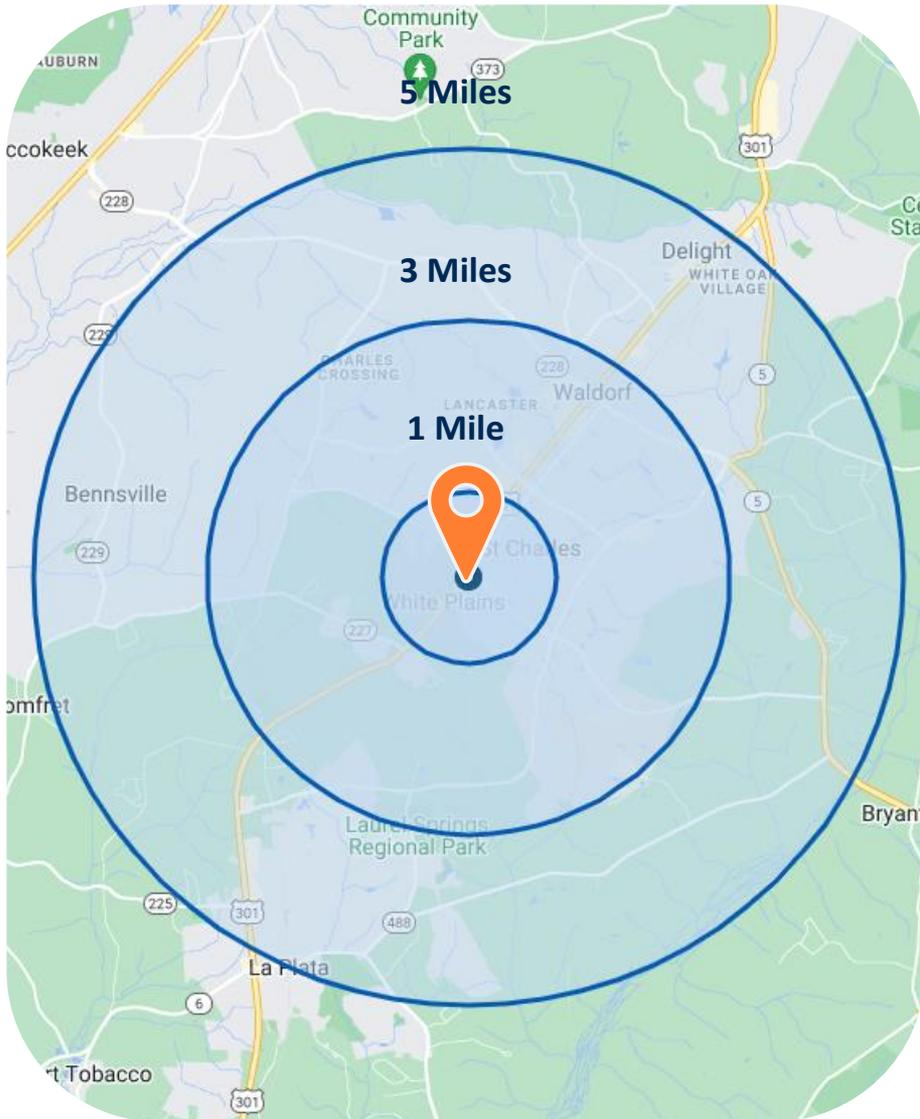 Community
Park
AUBURN
373
5 Miles
301
ccokeek
228
Delight
WHITE OAK
VILLAGE
3 Miles
229
CHARLES
CROSSING
228
5
Waldorf
LANCASTER
1 Mile
Bennsville
5
St Charles
229
White Plains
227
omfret
Laurel Springs
Regional Park
Bryan
225
301
488
La Plata
6
rt Tobacco
301